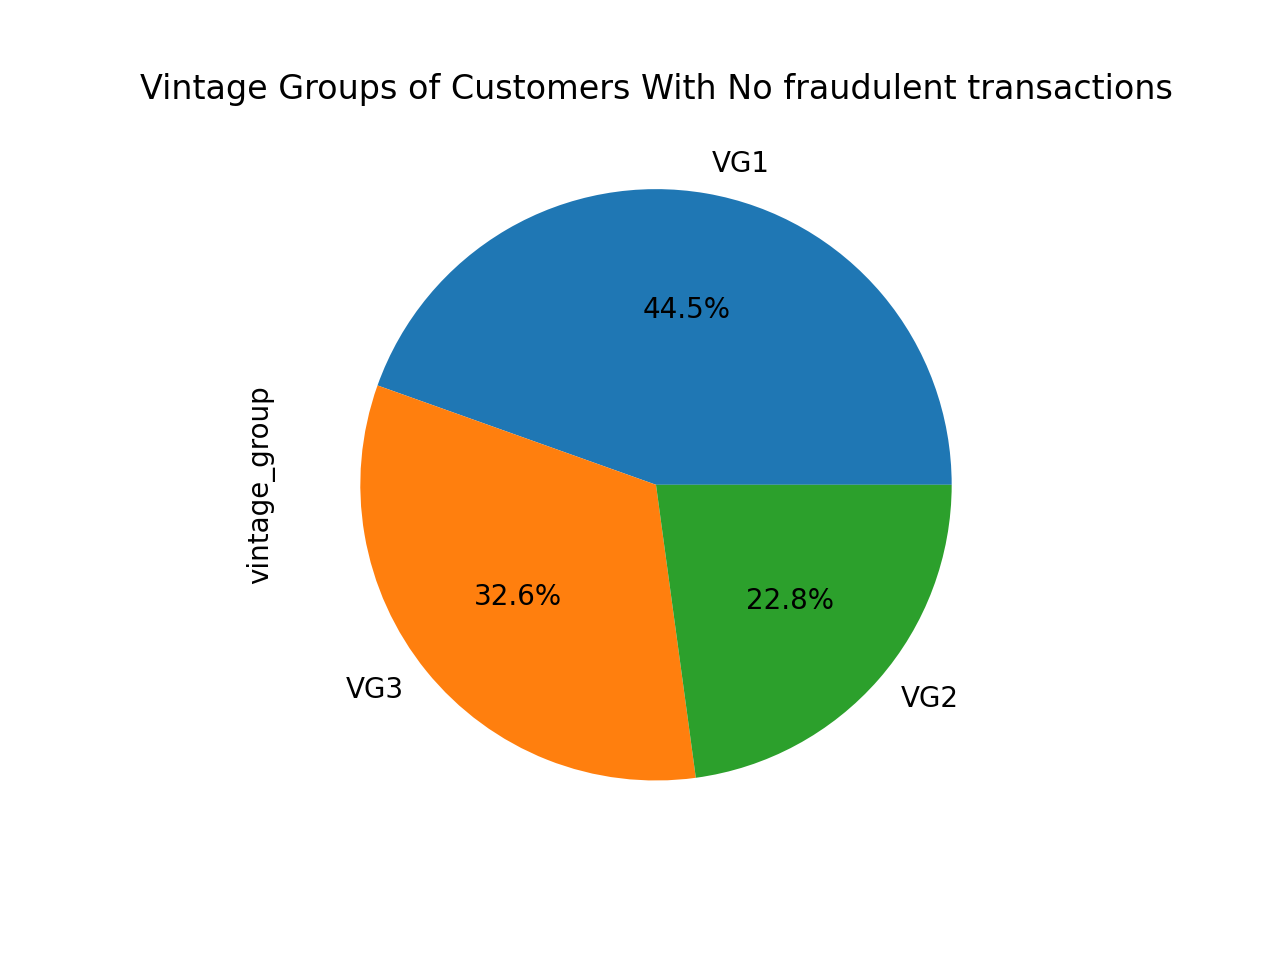 Vintage Groups of Customers With No fraudulent transactions
VG1
44.5%
vintage_group
32.6%
22.8%
VG3
VG2